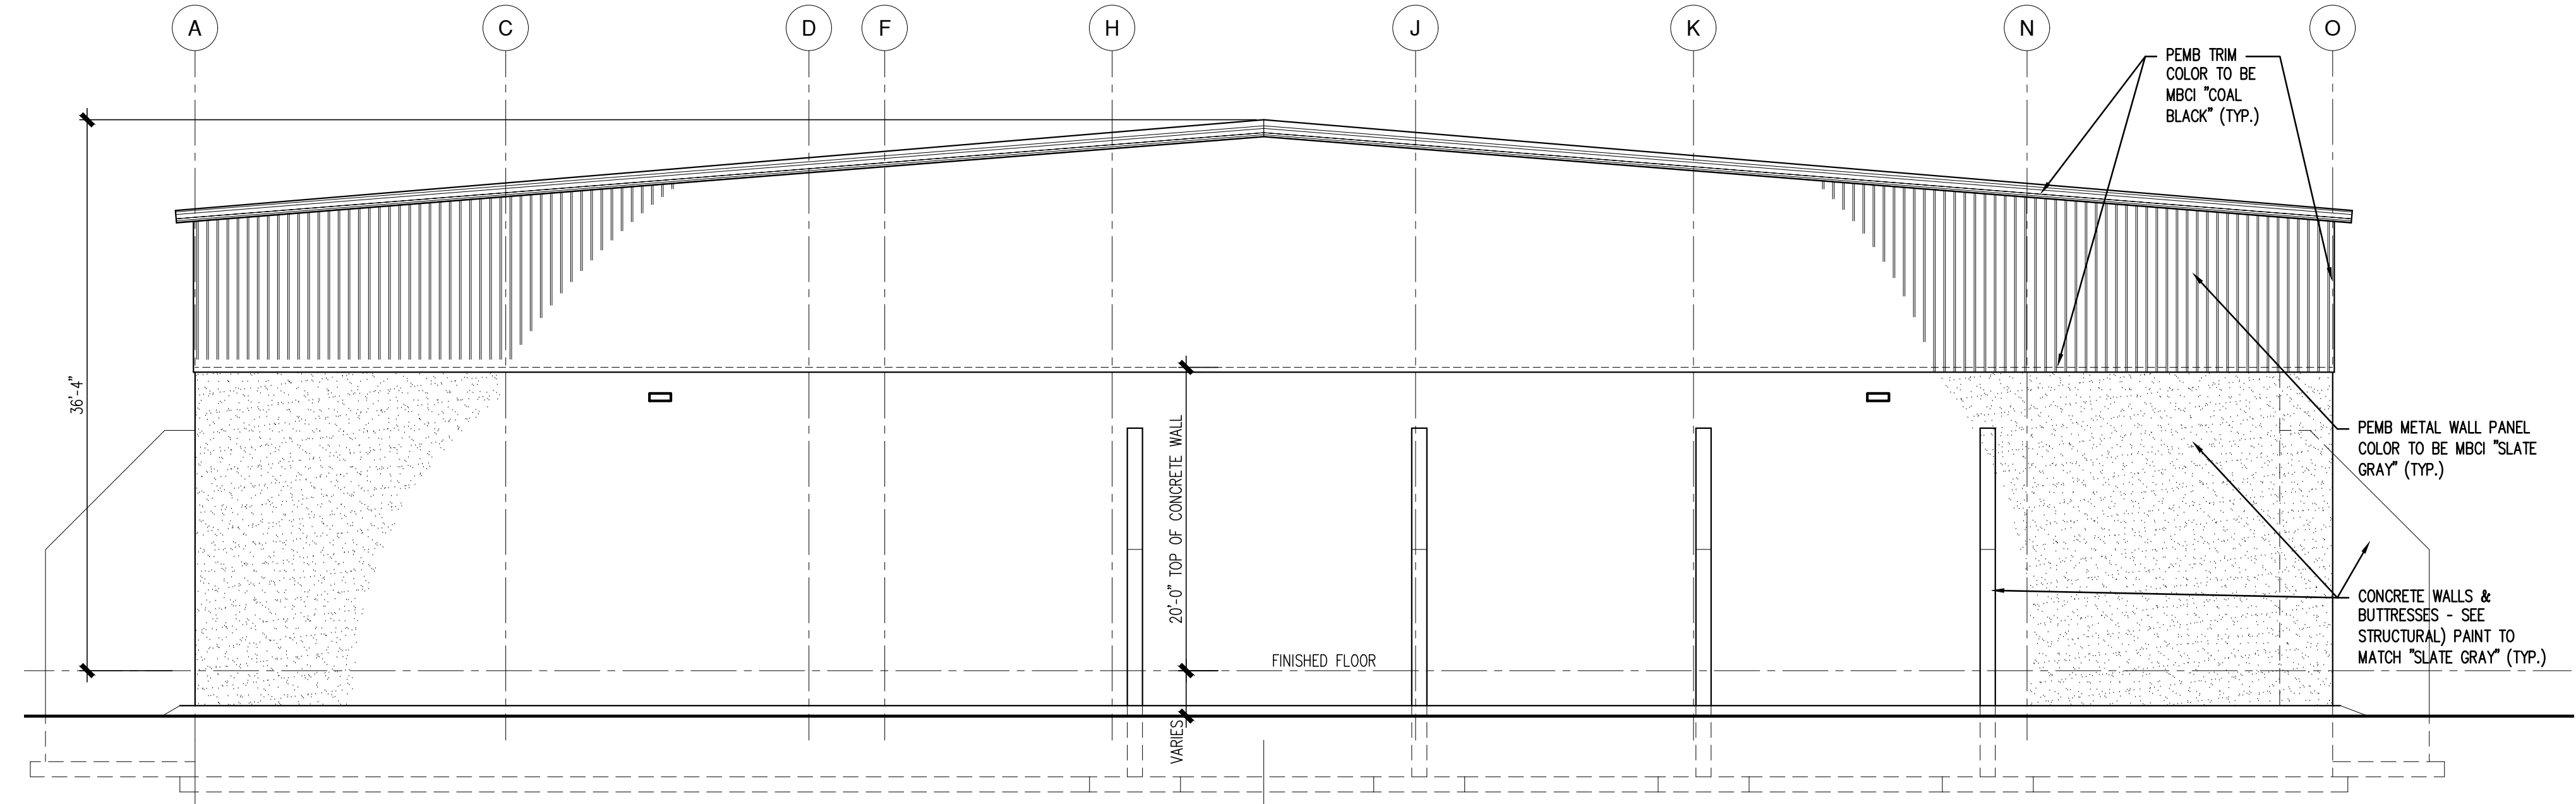 A
C
D
F
H
J
K
N
O
PEMB TRIM
COLOR TO BE
MBCI "COAL
BLACK" (TYP.)
36'-4"
20'-0" TOP OF CONCRETE WALL
PEMB METAL WALL PANEL
COLOR TO BE MBCI "SLATE
GRAY" (TYP.)
CONCRETE WALLS &
BUTTRESSES - SEE
STRUCTURAL) PAINT TO
MATCH "SLATE GRAY" (TYP.)
FINISHED FLOOR
VARIES